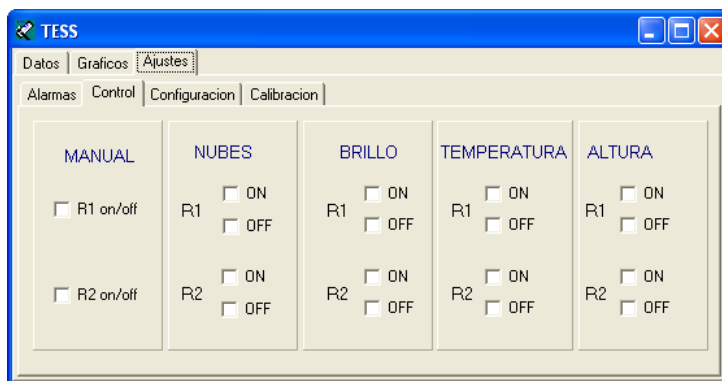 TESS
Datos Graficos Ajustes
Alarmas Control Configuracion Calibracion
MANUAL
R1 on/off
R2 on/off
NUBES
R1 ON OFF
R2 ON OFF
BRILLO
R1 ON OFF
R2 ON OFF
TEMPERATURA
R1 ON OFF
R2 ON OFF
ALTURA
R1 ON OFF
R2 ON OFF